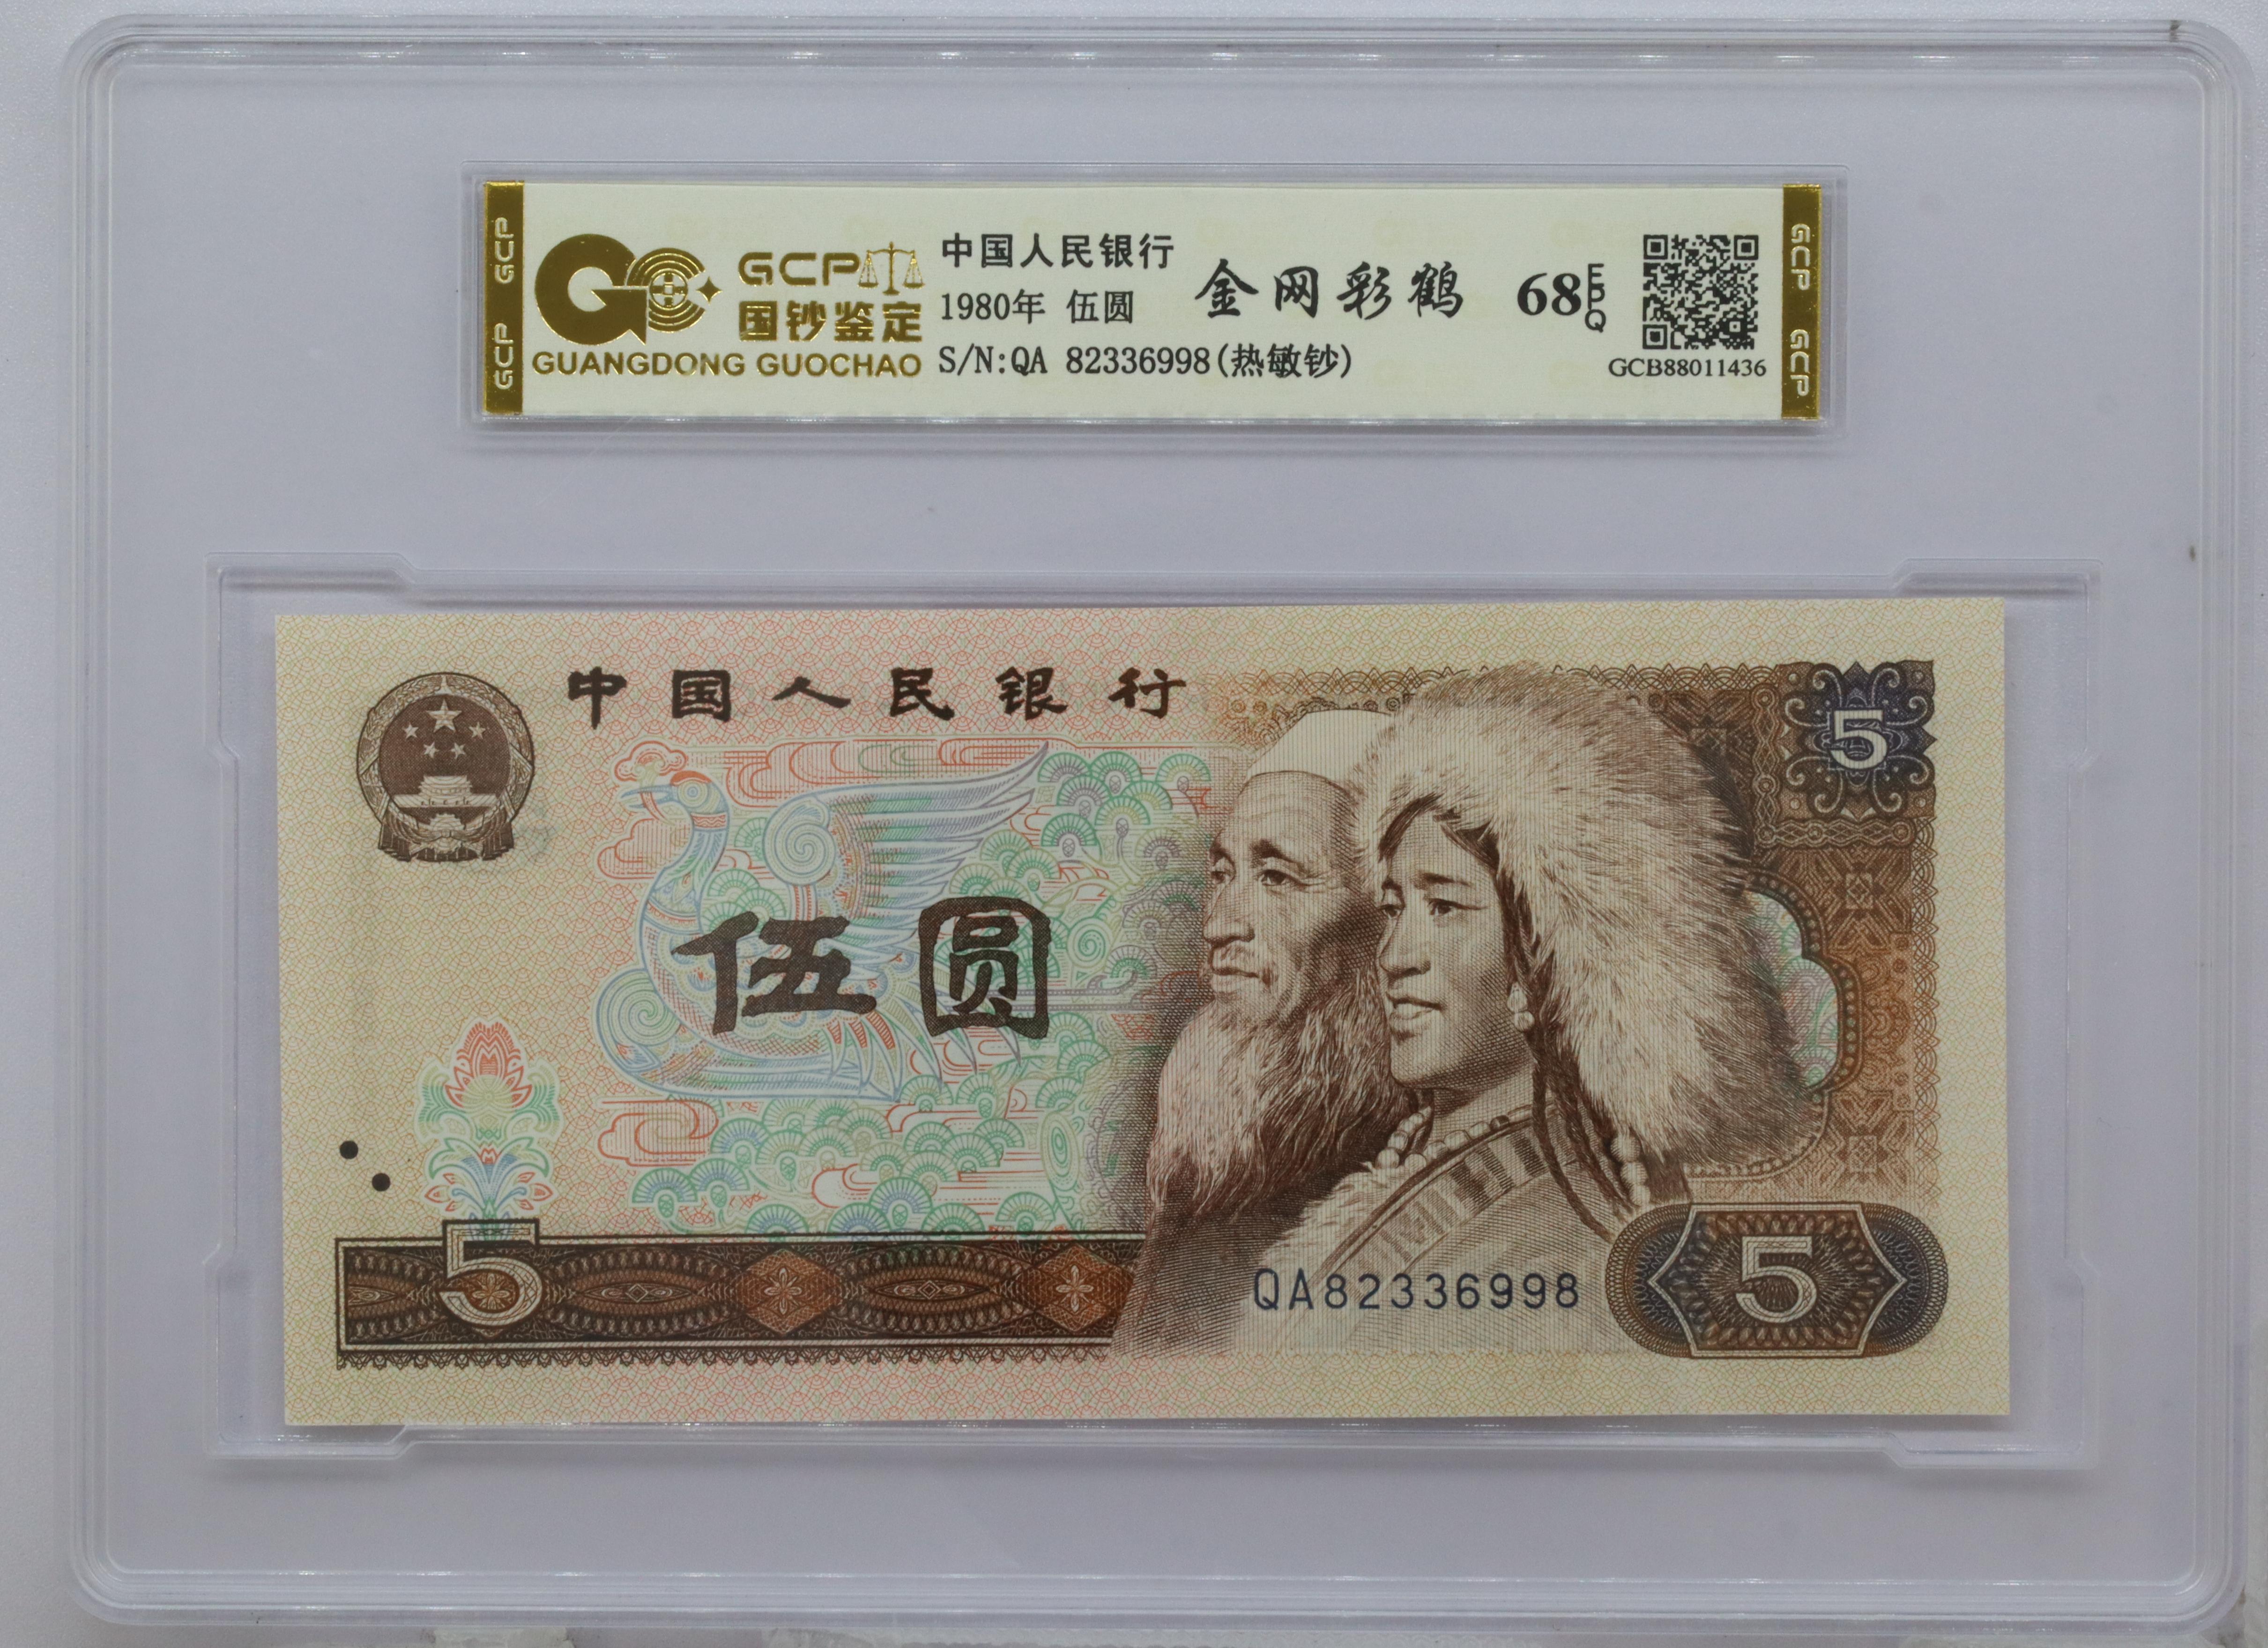 GCP GCP
GCP
国钞鉴定
GUANGDONG GUOCHAO
中国人民银行
1980年 伍圆
S/N:QA 82336998(热敏钞)
金网彩鹤
68 EPQ
GCB88011436
GCP GCP
中国人民银行
5
伍圆
5
QA82336998
5